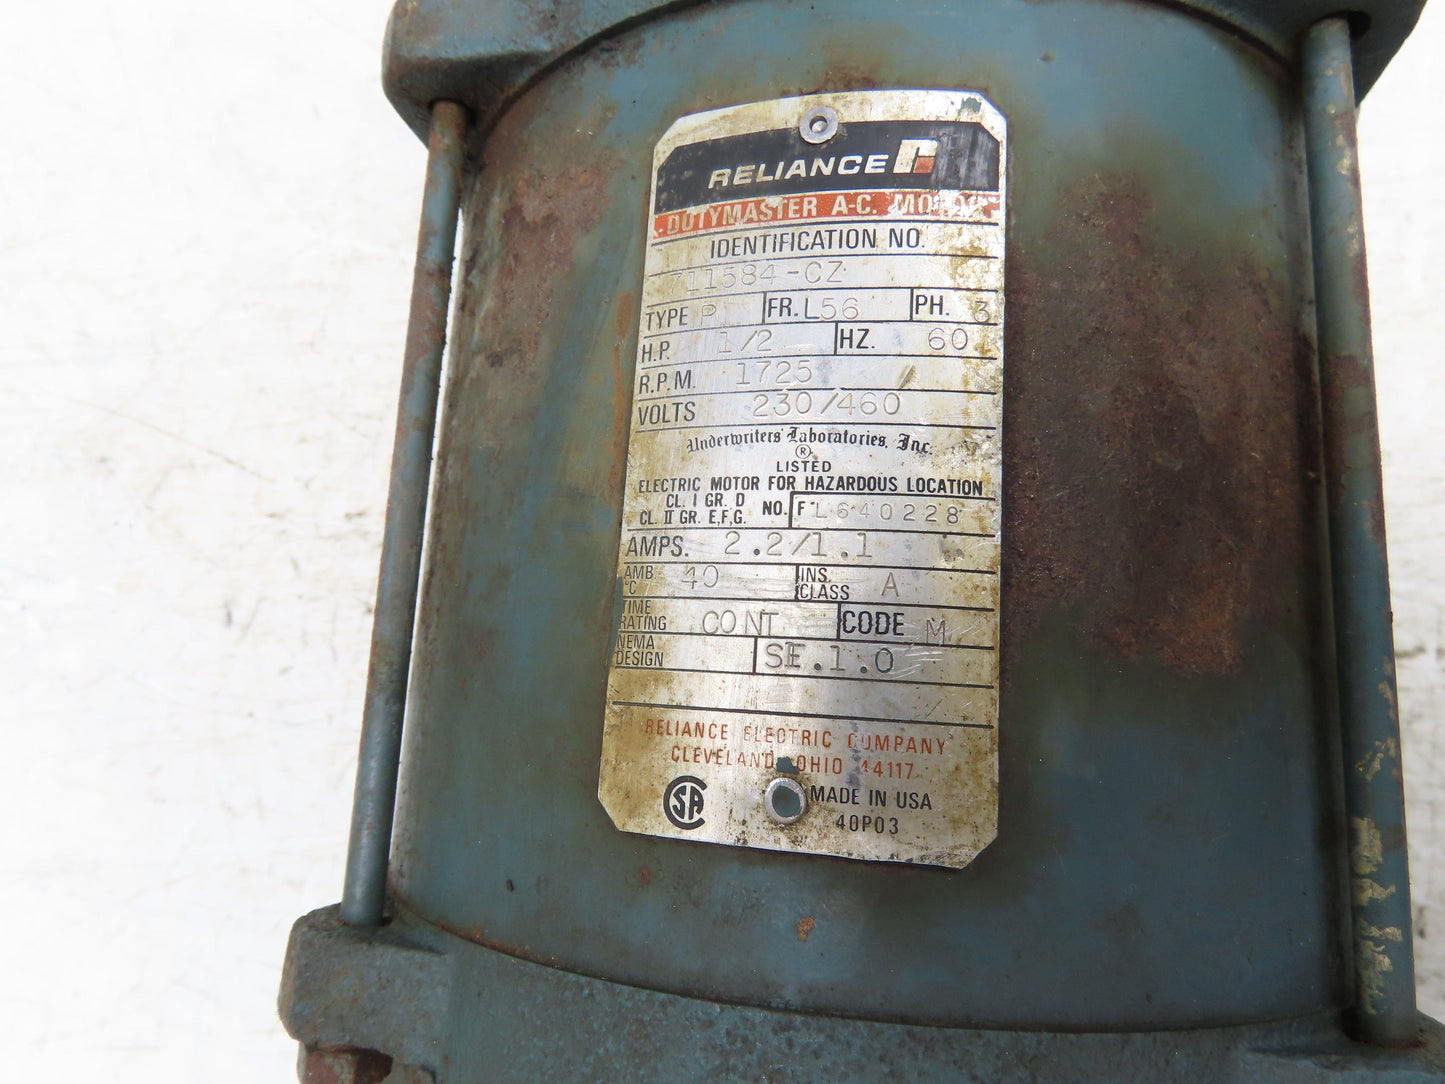 RELIANCE
DUTYMASTER A-C. MOTOR
IDENTIFICATION NO.
711584-CZ
TYPE P FR. L56 PH. 3
H.P. 1/2 HZ. 60
R.P.M. 1725
VOLTS 230/460
Underwriters' Laboratories, Inc.
®
LISTED
ELECTRIC MOTOR FOR HAZARDOUS LOCATION
CL. I GR. D
CL. II GR. E,F,G. NO. F L640228
AMPS. 2.2/1.1
AMB °C 40 INS. CLASS A
TIME RATING CONT CODE M
NEMA DESIGN 1.0
RELIANCE ELECTRIC COMPANY
CLEVELAND, OHIO 44117
CSA MADE IN USA
40P03